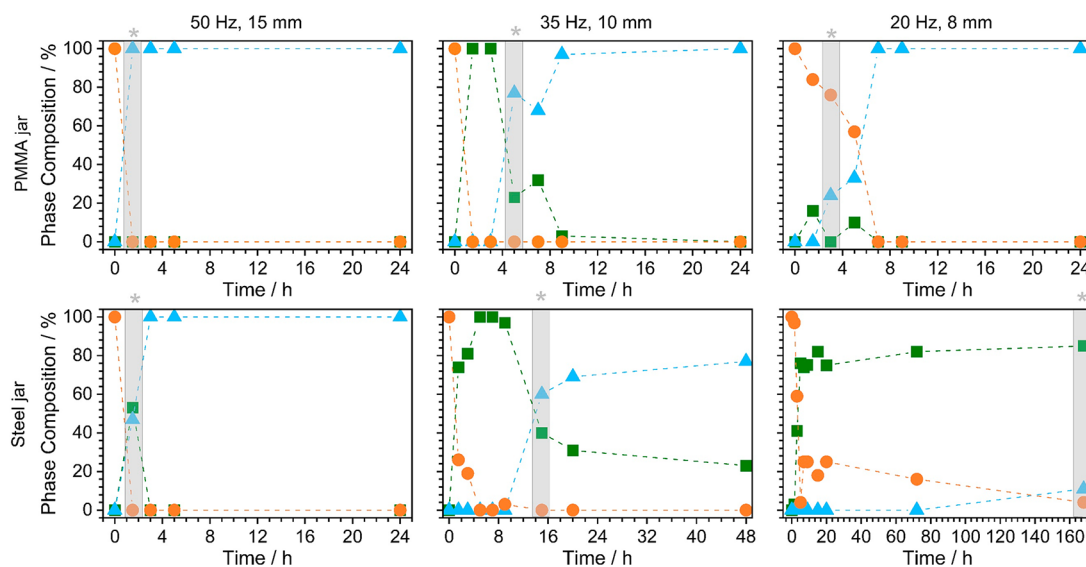 50 Hz, 15 mm
35 Hz, 10 mm
20 Hz, 8 mm
* * *
PMMA jar
Phase Composition / %
100
80
60
40
20
0
0 4 8 12 16 20 24
0 4 8 12 16 20 24
0 4 8 12 16 20 24
Time / h
Time / h
Time / h
* * *
Steel jar
Phase Composition / %
100
80
60
40
20
0
0 4 8 12 16 20 24
0 8 16 24 32 40 48
0 20 40 60 80 100 120 140 160
Time / h
Time / h
Time / h